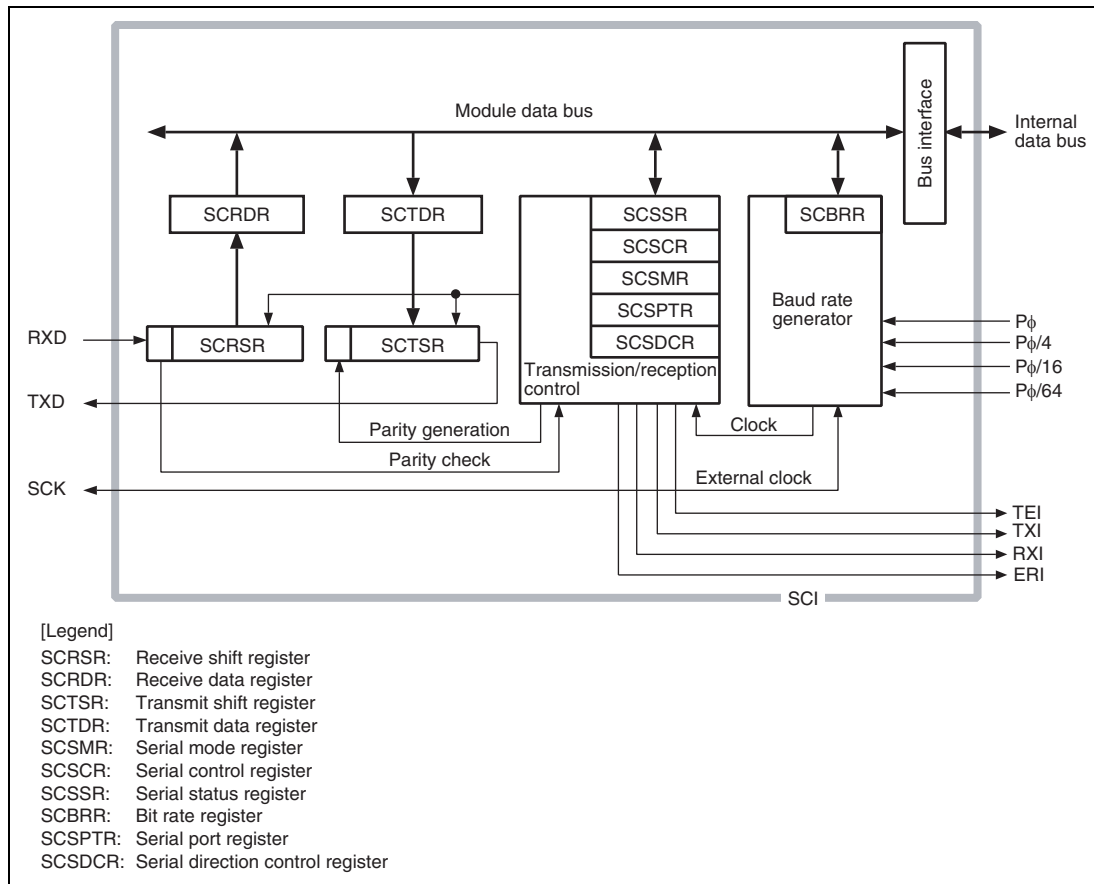 Module data bus
Bus interface
Internal
data bus
SCRDR
SCTDR
SCSSR
SCBRR
SCSCR
SCSMR
SCSPTR
SCSDCR
Baud rate
generator
RXD
SCRSR
SCTSR
Transmission/reception
control
Pϕ
Pϕ/4
Pϕ/16
Pϕ/64
TXD
Parity generation
Clock
Parity check
SCK
External clock
TEI
TXI
RXI
ERI
SCI
[Legend]
SCRSR: Receive shift register
SCRDR: Receive data register
SCTSR: Transmit shift register
SCTDR: Transmit data register
SCSMR: Serial mode register
SCSCR: Serial control register
SCSSR: Serial status register
SCBRR: Bit rate register
SCSPTR: Serial port register
SCSDCR: Serial direction control register